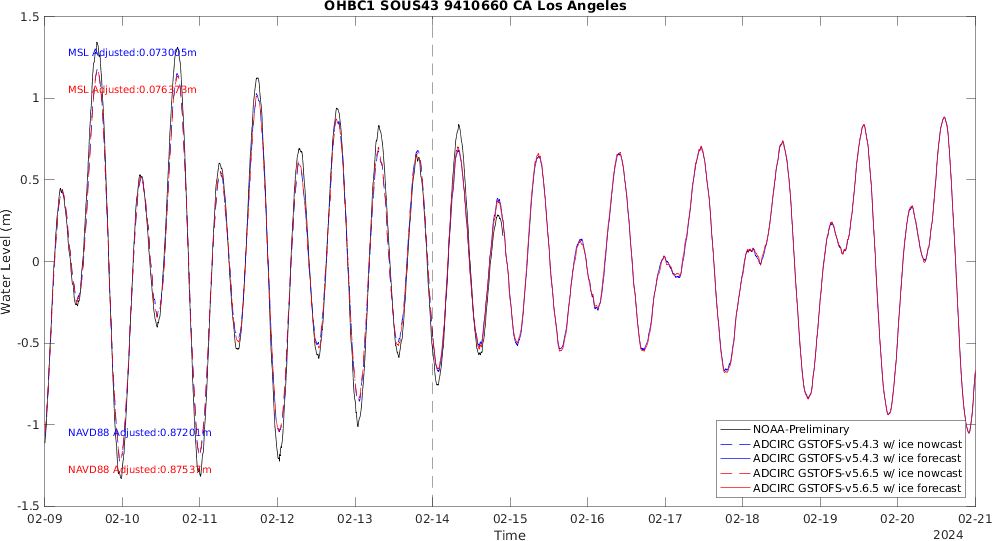 OHBC1 SOUS43 9410660 CA Los Angeles
1.5
1
0.5
0
-0.5
-1
-1.5
Water Level (m)
MSL Adjusted:0.073005m
MSL Adjusted:0.076373m
NAVD88 Adjusted:0.87201m
NAVD88 Adjusted:0.87537m
NOAA-Preliminary
ADCIRC GSTOFS-v5.4.3 w/ ice nowcast
ADCIRC GSTOFS-v5.4.3 w/ ice forecast
ADCIRC GSTOFS-v5.6.5 w/ ice nowcast
ADCIRC GSTOFS-v5.6.5 w/ ice forecast
02-09 02-10 02-11 02-12 02-13 02-14 02-15 02-16 02-17 02-18 02-19 02-20 02-21
Time
2024